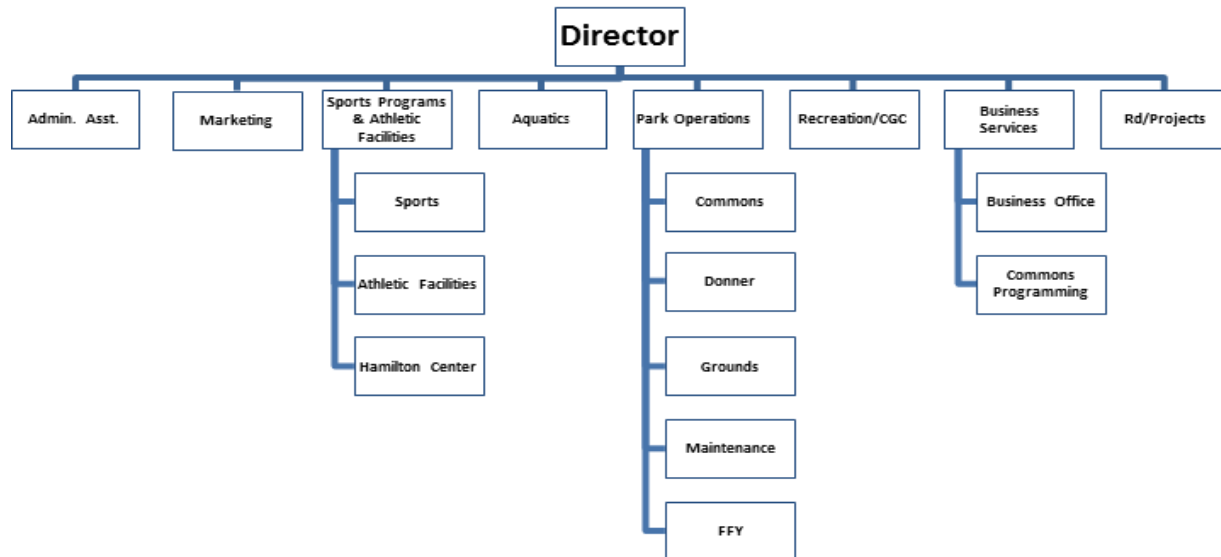 Director
Admin. Asst.
Marketing
Sports Programs
& Athletic
Facilities
Aquatics
Park Operations
Recreation/CGC
Business
Services
Rd/Projects
Sports
Athletic Facilities
Hamilton Center
Commons
Donner
Grounds
Maintenance
FFY
Business Office
Commons
Programming